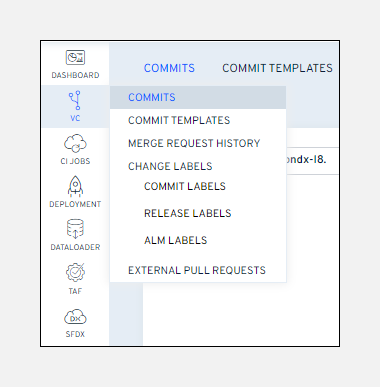 DASHBOARD
VC
CI JOBS
DEPLOYMENT
DATALOADER
TAF
DX
SFDX
COMMITS COMMIT TEMPLATES
COMMITS
COMMIT TEMPLATES
MERGE REQUEST HISTORY
CHANGE LABELS
COMMIT LABELS
RELEASE LABELS
ALM LABELS
EXTERNAL PULL REQUESTS
ondx-I8.